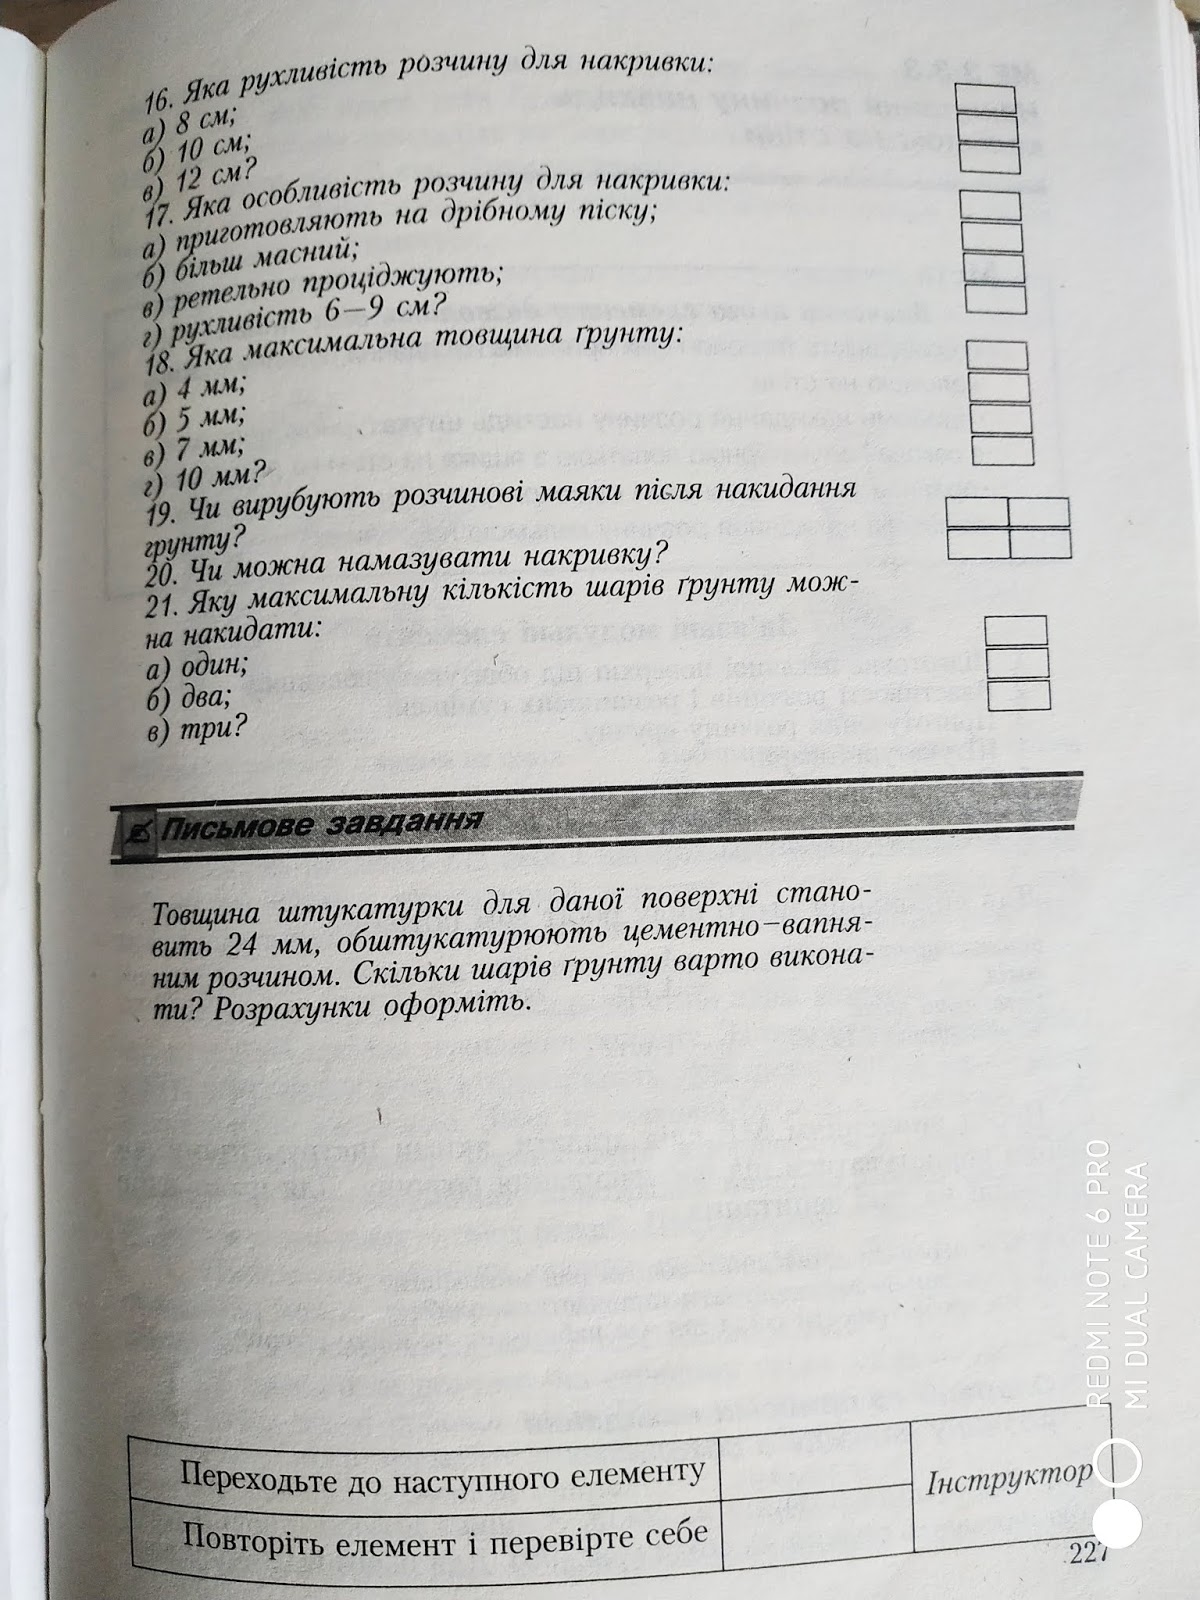 16. Яка рухливість розчину для накривки:
а) 8 см;
б) 10 см;
в) 12 см?
17. Яка особливість розчину для накривки:
а) приготовляють на дрібному піску;
б) більш масний;
в) ретельно проціджують;
г) рухливість 6—9 см?
18. Яка максимальна товщина ґрунту:
а) 4 мм;
б) 5 мм;
в) 7 мм;
г) 10 мм?
19. Чи вирубують розчинові маяки після накидання
грунту?
20. Чи можна намазувати накривку?
21. Яку максимальну кількість шарів ґрунту мож-
на накидати:
а) один;
б) два;
в) три?
Письмове завдання
Товщина штукатурки для даної поверхні стано-
вить 24 мм, обштукатурюють цементно-вапня-
ним розчином. Скільки шарів ґрунту варто викона-
ти? Розрахунки оформіть.
Переходьте до наступного елементу
Інструктор
Повторіть елемент і перевірте себе
227
REDMI NOTE 6 PRO
MI DUAL CAMERA